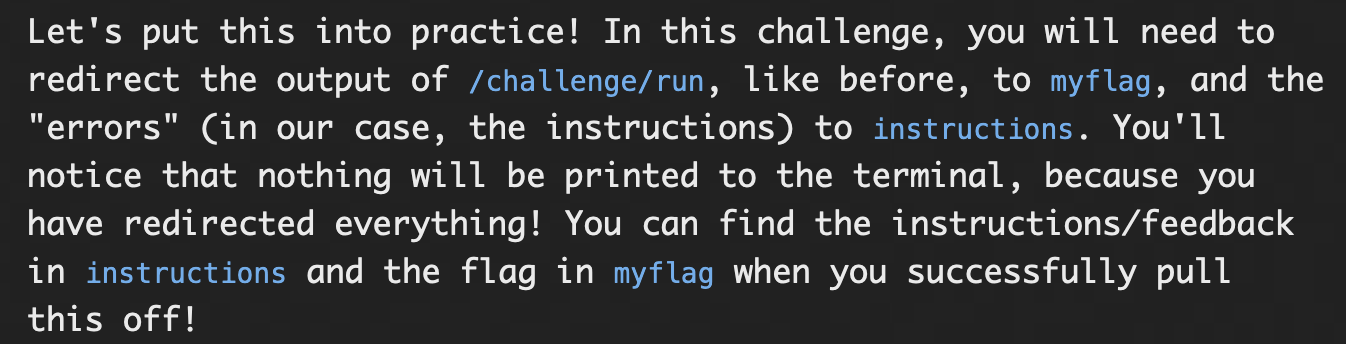 Let's put this into practice! In this challenge, you will need to
redirect the output of /challenge/run, like before, to myflag, and the
"errors" (in our case, the instructions) to instructions. You'll
notice that nothing will be printed to the terminal, because you
have redirected everything! You can find the instructions/feedback
in instructions and the flag in myflag when you successfully pull
this off!